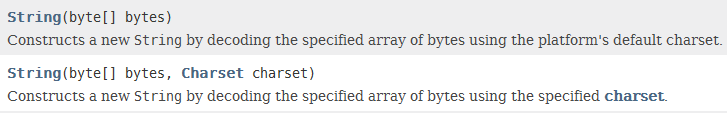 String(byte[] bytes)
Constructs a new String by decoding the specified array of bytes using the platform's default charset.
String(byte[] bytes, Charset charset)
Constructs a new String by decoding the specified array of bytes using the specified charset.